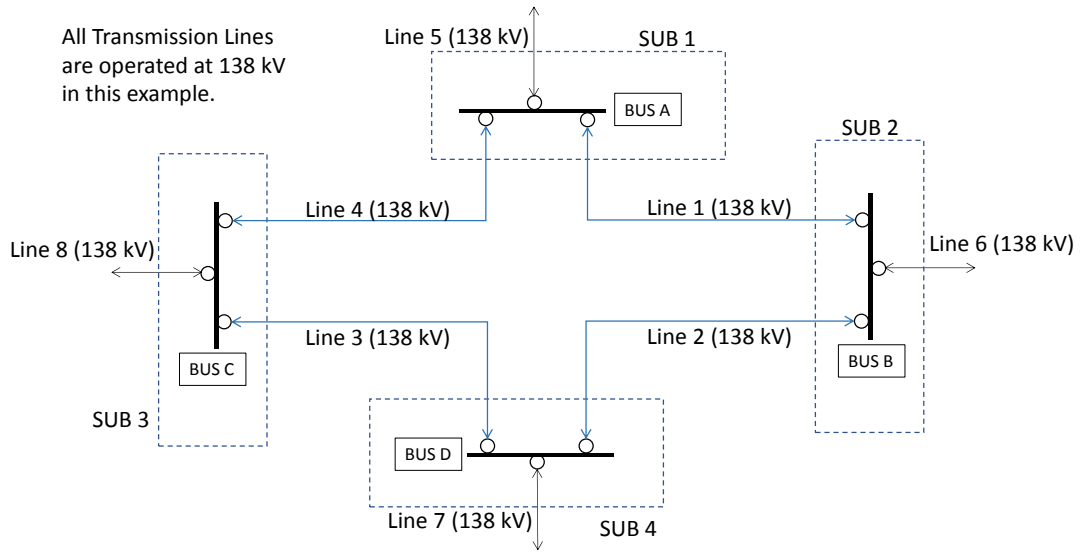 All Transmission Lines
are operated at 138 kV
in this example.
Line 5 (138 kV)
SUB 1
BUS A
SUB 2
Line 4 (138 kV)
Line 1 (138 kV)
Line 8 (138 kV)
Line 6 (138 kV)
Line 3 (138 kV)
Line 2 (138 kV)
BUS C
BUS B
SUB 3
BUS D
Line 7 (138 kV)
SUB 4